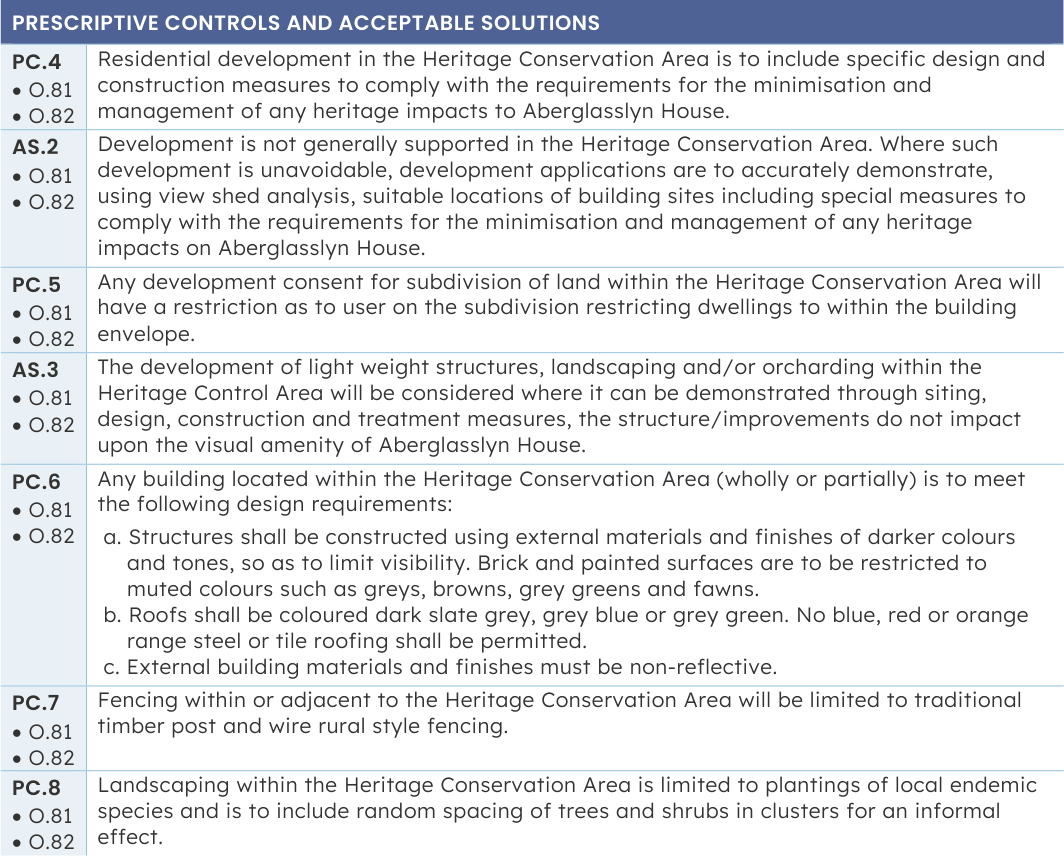 PRESCRIPTIVE CONTROLS AND ACCEPTABLE SOLUTIONS
PC.4
• O.81
• O.82
Residential development in the Heritage Conservation Area is to include specific design and
construction measures to comply with the requirements for the minimisation and
management of any heritage impacts to Aberglasslyn House.
AS.2
• O.81
• O.82
Development is not generally supported in the Heritage Conservation Area. Where such
development is unavoidable, development applications are to accurately demonstrate,
using view shed analysis, suitable locations of building sites including special measures to
comply with the requirements for the minimisation and management of any heritage
impacts on Aberglasslyn House.
PC.5
• O.81
• O.82
Any development consent for subdivision of land within the Heritage Conservation Area will
have a restriction as to user on the subdivision restricting dwellings to within the building
envelope.
AS.3
• O.81
• O.82
The development of light weight structures, landscaping and/or orcharding within the
Heritage Control Area will be considered where it can be demonstrated through siting,
design, construction and treatment measures, the structure/improvements do not impact
upon the visual amenity of Aberglasslyn House.
PC.6
• O.81
• O.82
Any building located within the Heritage Conservation Area (wholly or partially) is to meet
the following design requirements:
a. Structures shall be constructed using external materials and finishes of darker colours
and tones, so as to limit visibility. Brick and painted surfaces are to be restricted to
muted colours such as greys, browns, grey greens and fawns.
b. Roofs shall be coloured dark slate grey, grey blue or grey green. No blue, red or orange
range steel or tile roofing shall be permitted.
c. External building materials and finishes must be non-reflective.
PC.7
• O.81
• O.82
Fencing within or adjacent to the Heritage Conservation Area will be limited to traditional
timber post and wire rural style fencing.
PC.8
• O.81
• O.82
Landscaping within the Heritage Conservation Area is limited to plantings of local endemic
species and is to include random spacing of trees and shrubs in clusters for an informal
effect.